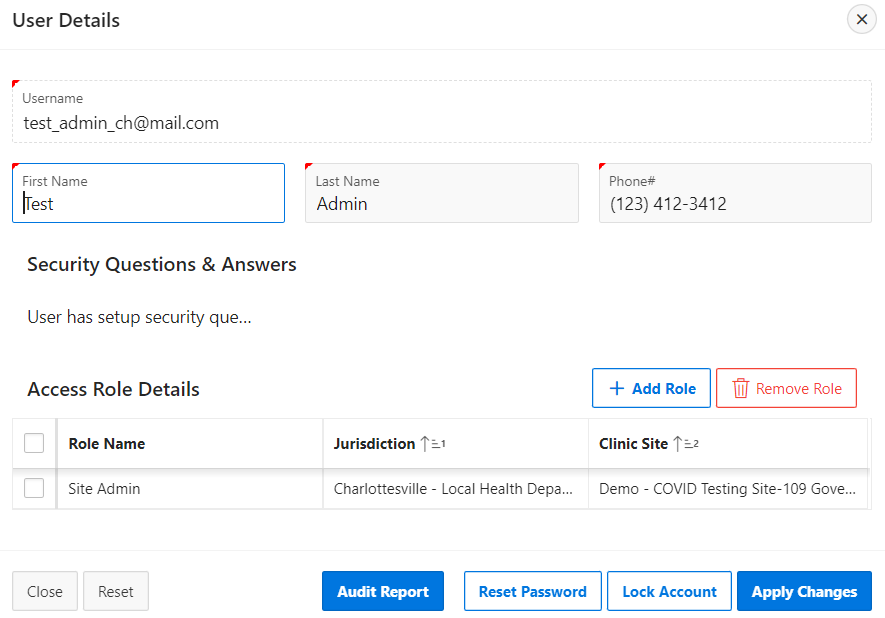 User Details
Username
test_admin_ch@mail.com
First Name Last Name Phone#
Test Admin (123) 412-3412
Security Questions & Answers
User has setup security que...
Access Role Details + Add Role Remove Role
Role Name Jurisdiction ↑1 Clinic Site ↑2
Site Admin Charlottesville - Local Health Depa... Demo - COVID Testing Site-109 Gove...
Close Reset Audit Report Reset Password Lock Account Apply Changes